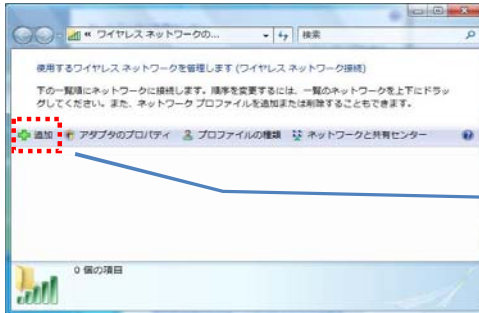 « ワイヤレス ネットワークの...
検索
使用するワイヤレス ネットワークを管理します (ワイヤレス ネットワーク接続)
下の一覧順にネットワークに接続します。順序を変更するには、一覧のネットワークを上下にドラッ
グしてください。また、ネットワーク プロファイルを追加または削除することもできます。
追加 アダプタのプロパティ プロファイルの種類 ネットワークと共有センター
0 個の項目